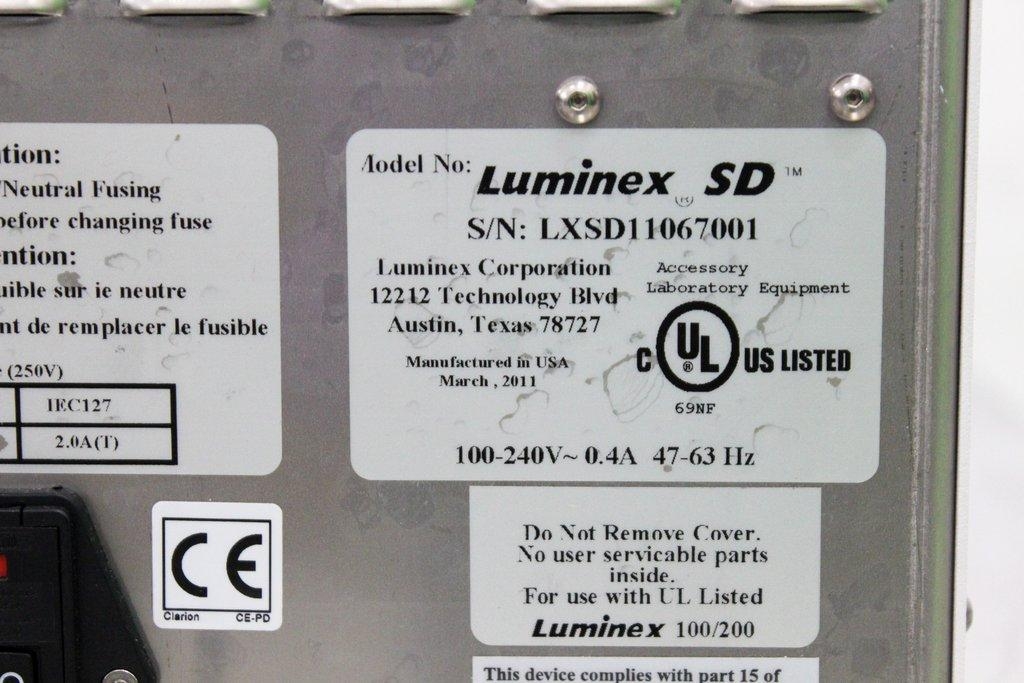 tion:
/Neutral Fusing
before changing fuse
ention:
uible sur ie neutre
nt de remplacer le fusible
(250V)
IEC127
2.0A(T)
CE
Clarion CE-PD
Model No: Luminex® SD™
S/N: LXSD11067001
Luminex Corporation
12212 Technology Blvd
Austin, Texas 78727
Manufactured in USA
March , 2011
Accessory
Laboratory Equipment
C UL® US LISTED
69NF
100-240V~ 0.4A 47-63 Hz
Do Not Remove Cover.
No user servicable parts
inside.
For use with UL Listed
Luminex 100/200
This device complies with part 15 of